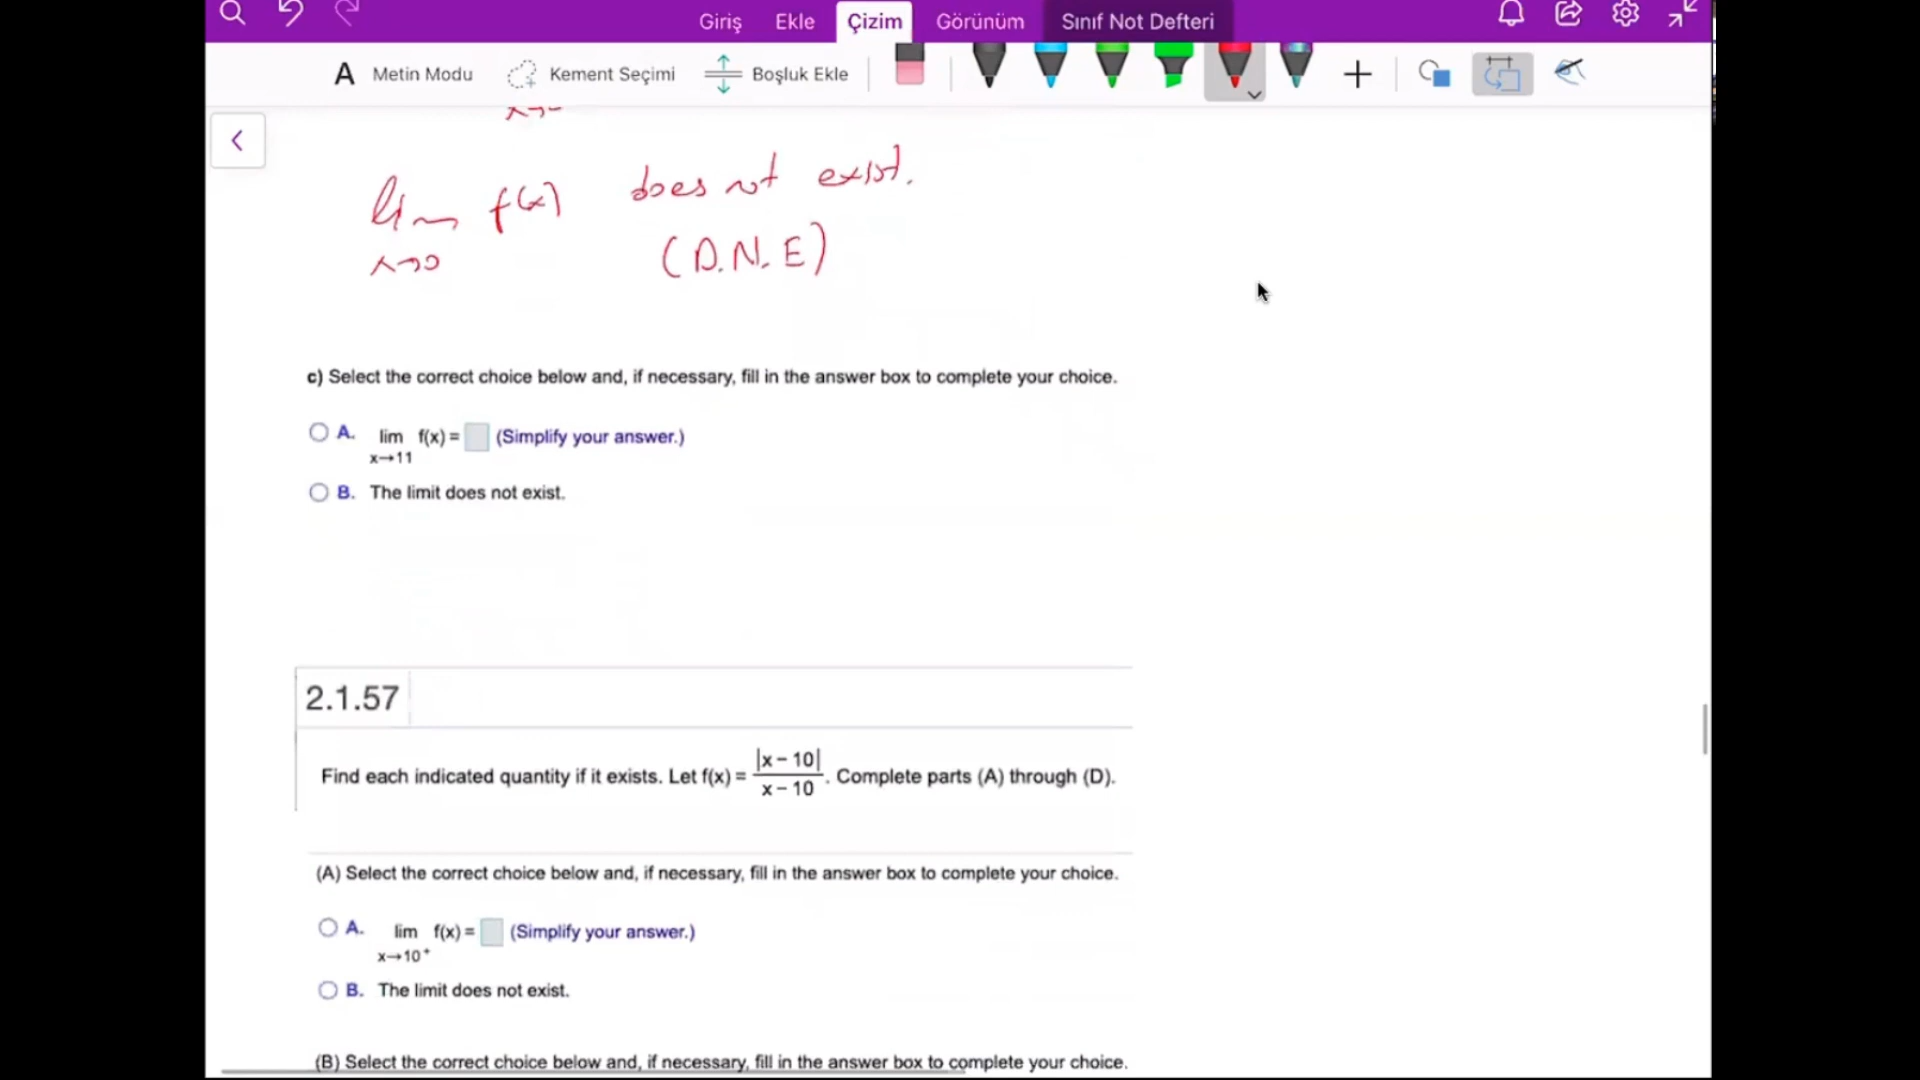 Giriş Ekle Çizim Görünüm Sınıf Not Defteri
A Metin Modu Kement Seçimi Boşluk Ekle
lim f(x) does not exist.
x→0 (D.N.E)
c) Select the correct choice below and, if necessary, fill in the answer box to complete your choice.
A. lim f(x) = (Simplify your answer.)
x→11
B. The limit does not exist.
2.1.57
Find each indicated quantity if it exists. Let f(x) = |x − 10| / x − 10 . Complete parts (A) through (D).
(A) Select the correct choice below and, if necessary, fill in the answer box to complete your choice.
A. lim f(x) = (Simplify your answer.)
x→10⁺
B. The limit does not exist.
(B) Select the correct choice below and, if necessary, fill in the answer box to complete your choice.